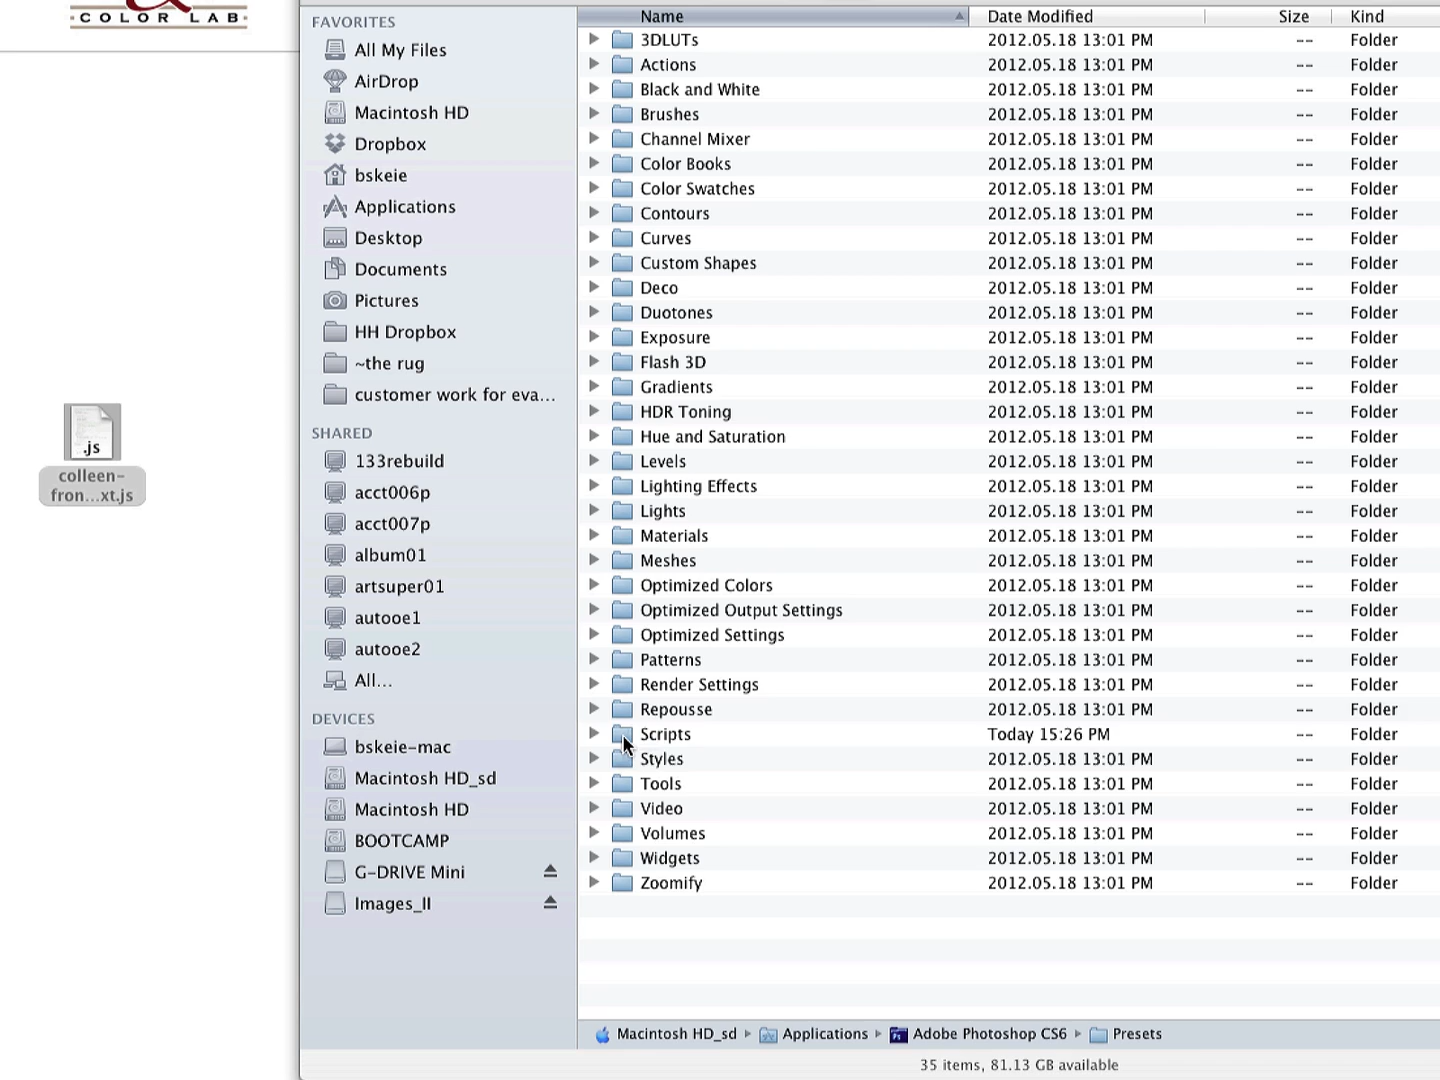 COLOR LAB
FAVORITES
All My Files
AirDrop
Macintosh HD
Dropbox
bskeie
Applications
Desktop
Documents
Pictures
HH Dropbox
~the rug
customer work for eva...
SHARED
133rebuild
acct006p
acct007p
album01
artsuper01
autooe1
autooe2
All...
DEVICES
bskeie-mac
Macintosh HD_sd
Macintosh HD
BOOTCAMP
G-DRIVE Mini
Images_II
.js
colleen-
fron...xt.js
Name Date Modified Size Kind
3DLUTs 2012.05.18 13:01 PM -- Folder
Actions 2012.05.18 13:01 PM -- Folder
Black and White 2012.05.18 13:01 PM -- Folder
Brushes 2012.05.18 13:01 PM -- Folder
Channel Mixer 2012.05.18 13:01 PM -- Folder
Color Books 2012.05.18 13:01 PM -- Folder
Color Swatches 2012.05.18 13:01 PM -- Folder
Contours 2012.05.18 13:01 PM -- Folder
Curves 2012.05.18 13:01 PM -- Folder
Custom Shapes 2012.05.18 13:01 PM -- Folder
Deco 2012.05.18 13:01 PM -- Folder
Duotones 2012.05.18 13:01 PM -- Folder
Exposure 2012.05.18 13:01 PM -- Folder
Flash 3D 2012.05.18 13:01 PM -- Folder
Gradients 2012.05.18 13:01 PM -- Folder
HDR Toning 2012.05.18 13:01 PM -- Folder
Hue and Saturation 2012.05.18 13:01 PM -- Folder
Levels 2012.05.18 13:01 PM -- Folder
Lighting Effects 2012.05.18 13:01 PM -- Folder
Lights 2012.05.18 13:01 PM -- Folder
Materials 2012.05.18 13:01 PM -- Folder
Meshes 2012.05.18 13:01 PM -- Folder
Optimized Colors 2012.05.18 13:01 PM -- Folder
Optimized Output Settings 2012.05.18 13:01 PM -- Folder
Optimized Settings 2012.05.18 13:01 PM -- Folder
Patterns 2012.05.18 13:01 PM -- Folder
Render Settings 2012.05.18 13:01 PM -- Folder
Repousse 2012.05.18 13:01 PM -- Folder
Scripts Today 15:26 PM -- Folder
Styles 2012.05.18 13:01 PM -- Folder
Tools 2012.05.18 13:01 PM -- Folder
Video 2012.05.18 13:01 PM -- Folder
Volumes 2012.05.18 13:01 PM -- Folder
Widgets 2012.05.18 13:01 PM -- Folder
Zoomify 2012.05.18 13:01 PM -- Folder
Macintosh HD_sd Applications Adobe Photoshop CS6 Presets
35 items, 81.13 GB available